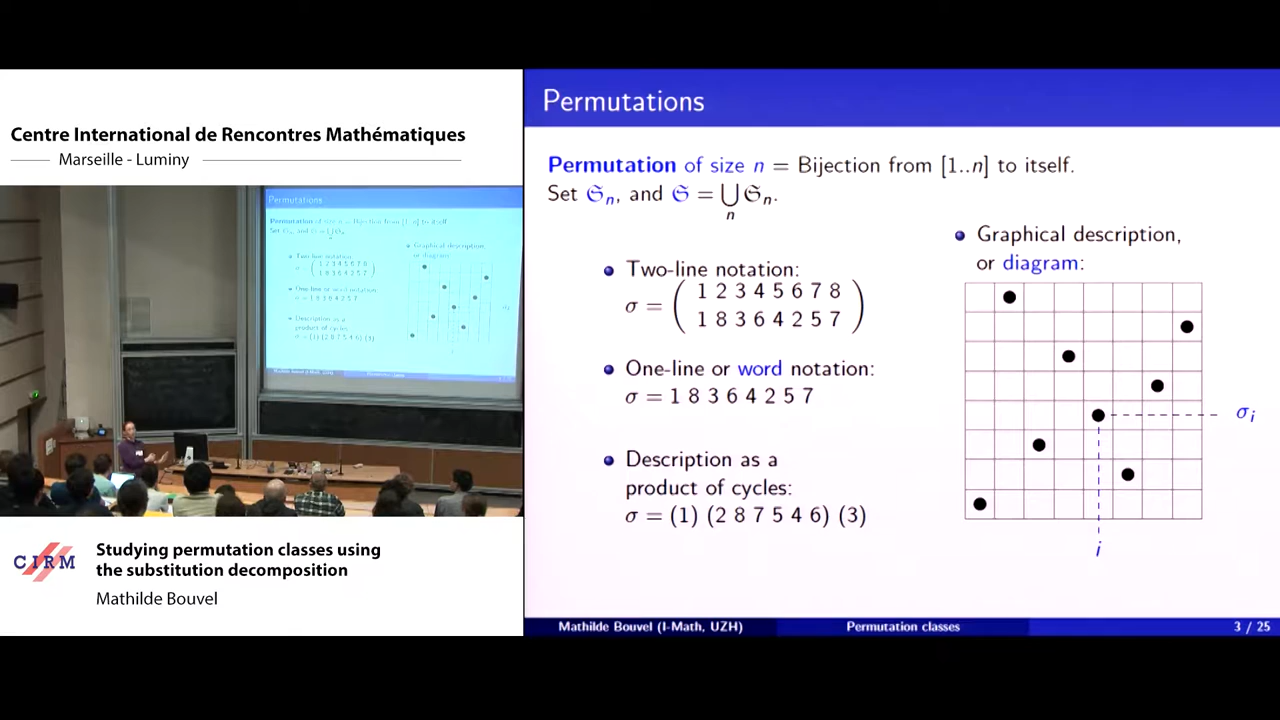 Centre International de Rencontres Mathématiques
Marseille - Luminy
CIRM
Studying permutation classes using
the substitution decomposition
Mathilde Bouvel
Permutations
Permutation of size n = Bijection from [1..n] to itself.
Set 𝔖n, and 𝔖 = ⋃n 𝔖n.
Two-line notation:
σ = ( 1 2 3 4 5 6 7 8
1 8 3 6 4 2 5 7 )
One-line or word notation:
σ = 1 8 3 6 4 2 5 7
Description as a
product of cycles:
σ = (1) (2 8 7 5 4 6) (3)
Graphical description,
or diagram:
σi
i
Mathilde Bouvel (I-Math, UZH) Permutation classes 3 / 25